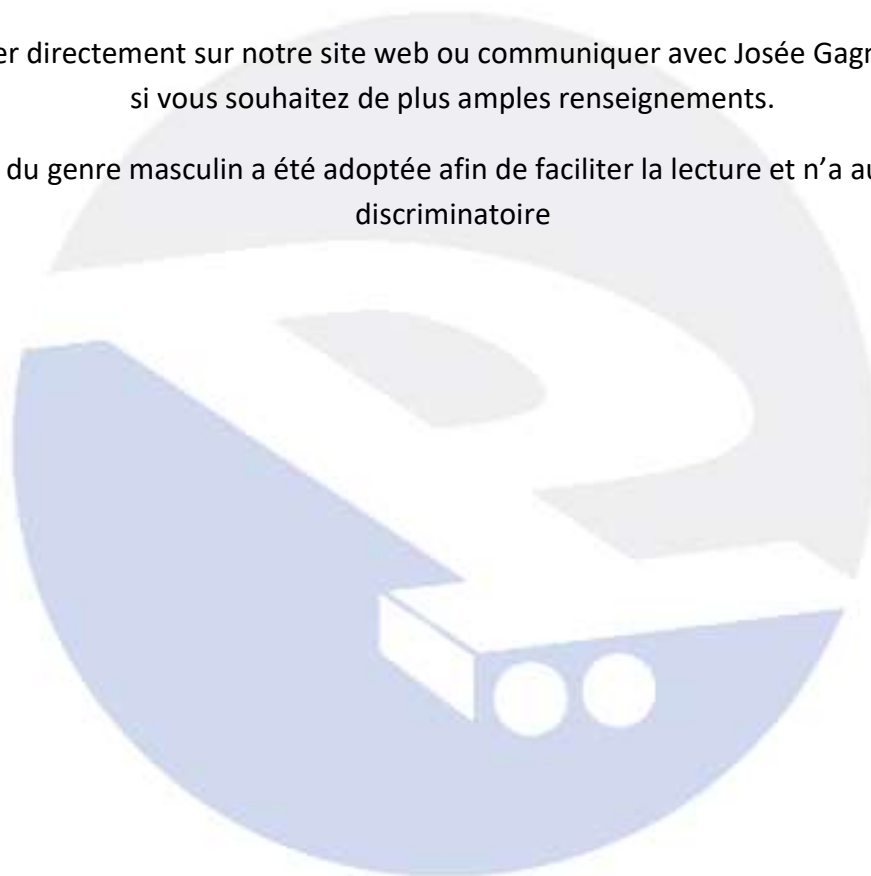 er directement sur notre site web ou communiquer avec Josée Gagn
si vous souhaitez de plus amples renseignements.
du genre masculin a été adoptée afin de faciliter la lecture et n’a au
discriminatoire